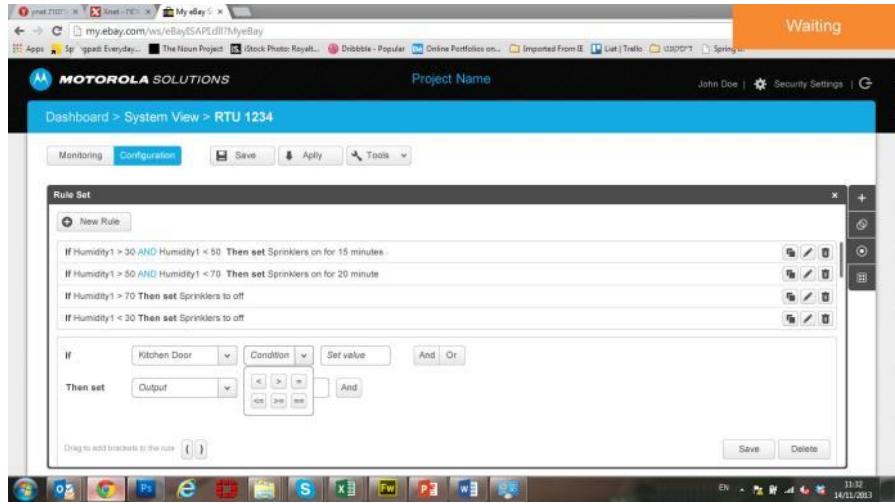 My eBay
Waiting
my.ebay.com/ws/eBayISAPI.dll?MyeBay
Apps
The Noun Project
iStock Photo: Royalt...
Dribbble - Popular
Online Portfolios on...
Imported From IE
List | Trello
MOTOROLA SOLUTIONS
Project Name
John Doe | Security Settings |
Dashboard > System View > RTU 1234
Monitoring Configuration Save Aplly Tools
Rule Set
New Rule
If Humidity1 > 30 AND Humidity1 < 50 Then set Sprinklers on for 15 minutes
If Humidity1 > 50 AND Humidity1 < 70 Then set Sprinklers on for 20 minute
If Humidity1 > 70 Then set Sprinklers to off
If Humidity1 < 30 Then set Sprinklers to off
If Kitchen Door Condition Set value And Or
< > =
Then set Output And
<= >= ==
Drag to add brackets to the rule ( )
Save Delete
EN 11:32
14/11/2013